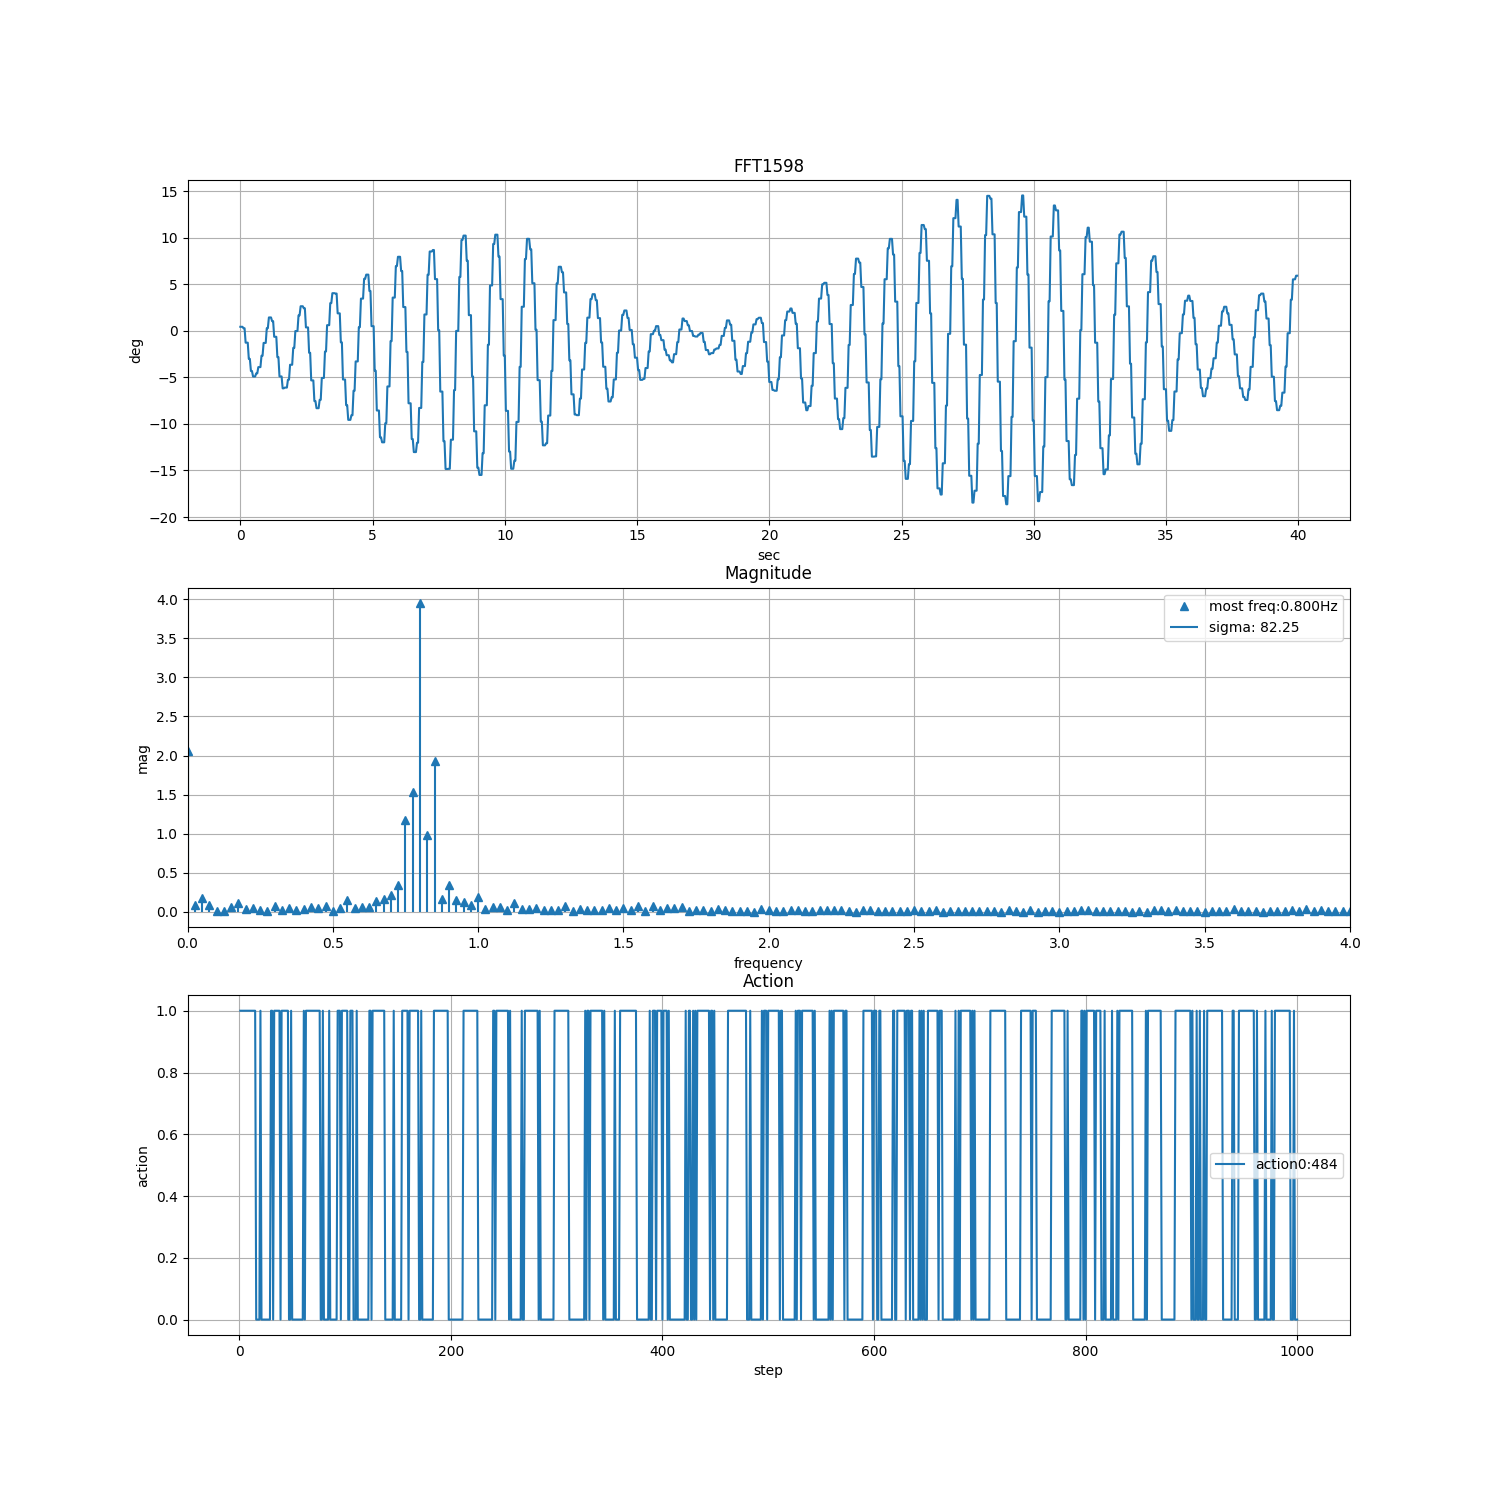 FFT1598
15
10
5
0
−5
−10
−15
−20
deg
0 5 10 15 20 25 30 35 40
sec
Magnitude
4.0
3.5
3.0
2.5
2.0
1.5
1.0
0.5
0.0
mag
most freq:0.800Hz
sigma: 82.25
0.0 0.5 1.0 1.5 2.0 2.5 3.0 3.5 4.0
frequency
Action
1.0
0.8
0.6
0.4
0.2
0.0
action
action0:484
0 200 400 600 800 1000
step